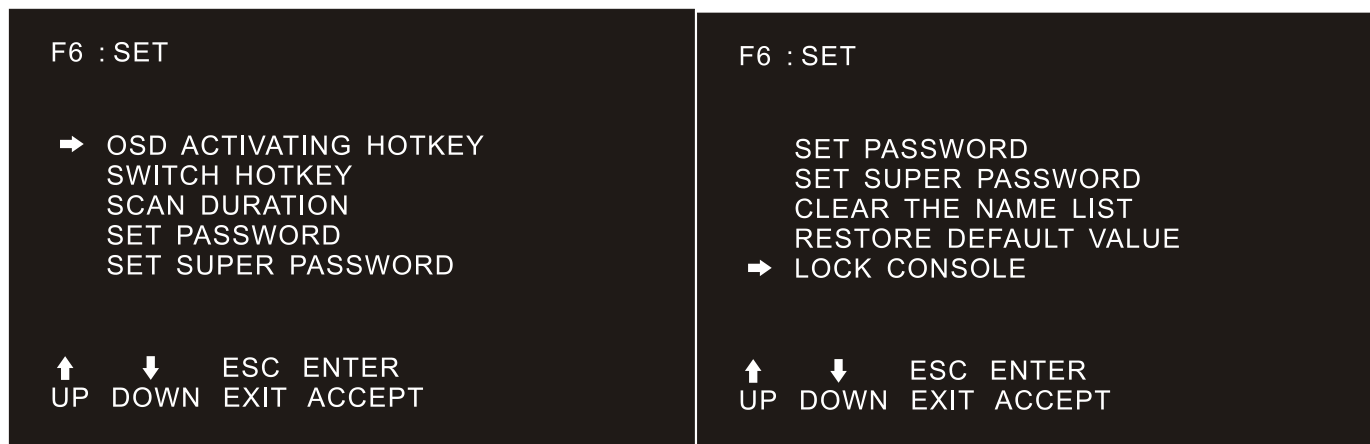 F6 : SET
➡ OSD ACTIVATING HOTKEY
SWITCH HOTKEY
SCAN DURATION
SET PASSWORD
SET SUPER PASSWORD
⬆ ⬇ ESC ENTER
UP DOWN EXIT ACCEPT
F6 : SET
SET PASSWORD
SET SUPER PASSWORD
CLEAR THE NAME LIST
RESTORE DEFAULT VALUE
➡ LOCK CONSOLE
⬆ ⬇ ESC ENTER
UP DOWN EXIT ACCEPT